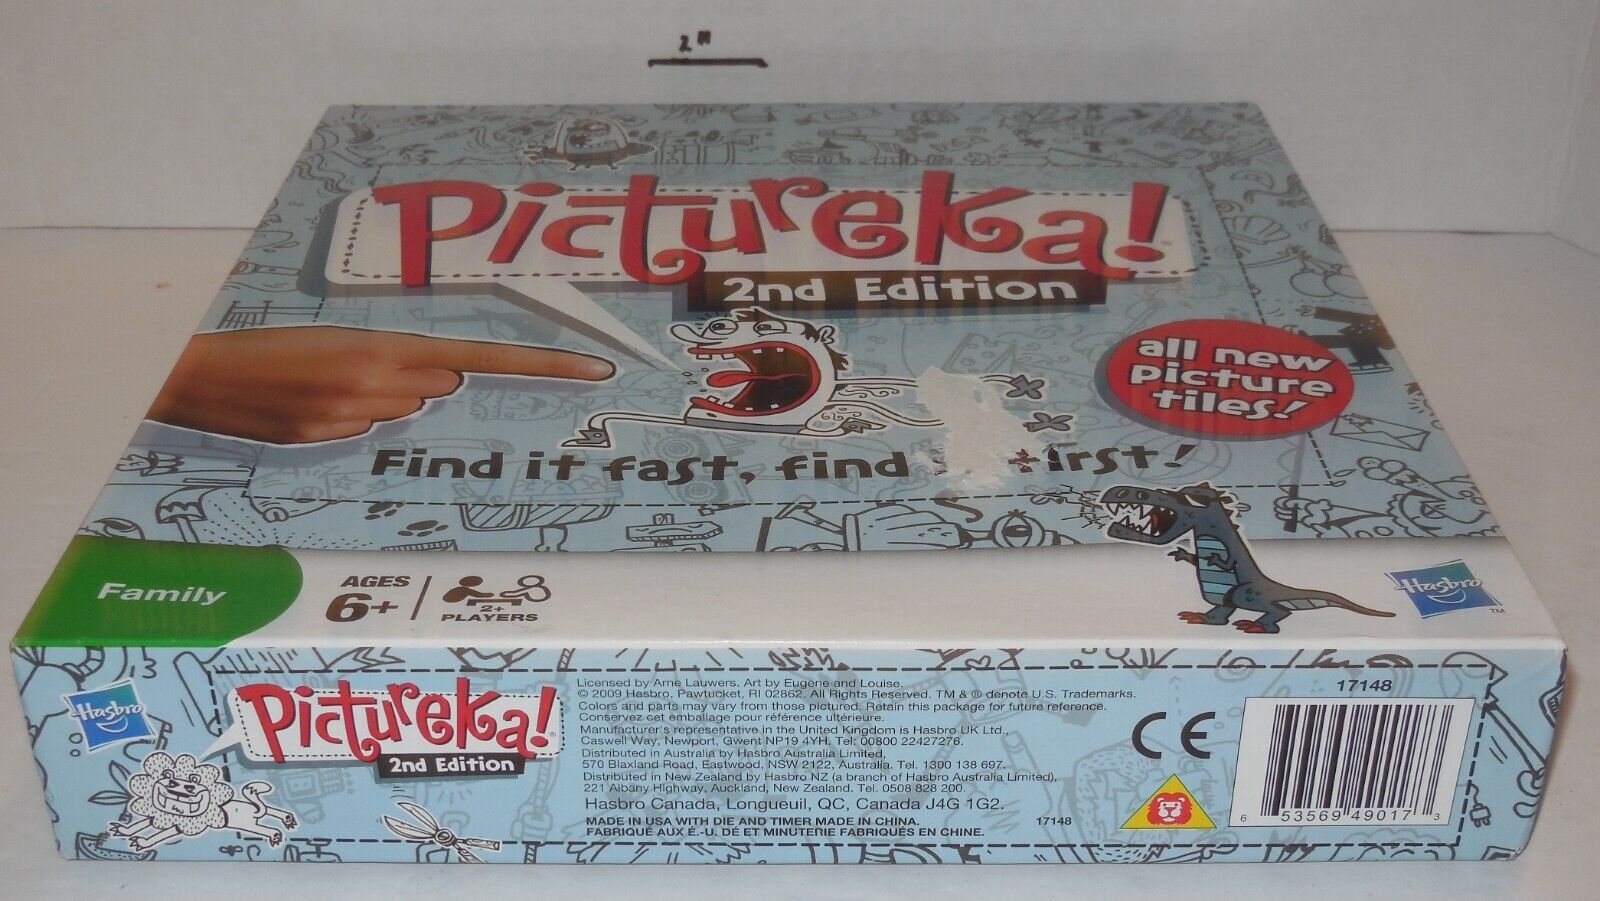 2"
Pictureka!
2nd Edition
all new
picture
tiles!
Find it fast, find
Family
AGES
6+
2+
PLAYERS
Hasbro
TM
Hasbro
Pictureka!
2nd Edition
Licensed by Arne Lauwers. Art by Eugene and Louise.
© 2009 Hasbro, Pawtucket, RI 02862. All Rights Reserved. TM & ® denote U.S. Trademarks.
Colors and parts may vary from those pictured. Retain this package for future reference.
Conservez cet emballage pour référence ultérieure.
Manufacturer's representative in the United Kingdom is Hasbro UK Ltd.,
Caswell Way, Newport, Gwent NP19 4YH. Tel: 00800 22427276.
Distributed in Australia by Hasbro Australia Limited,
570 Blaxland Road, Eastwood, NSW 2122, Australia. Tel. 1300 138 697.
Distributed in New Zealand by Hasbro NZ (a branch of Hasbro Australia Limited),
221 Albany Highway, Auckland, New Zealand. Tel. 0508 828 200.
Hasbro Canada, Longueuil, QC, Canada J4G 1G2.
MADE IN USA WITH DIE AND TIMER MADE IN CHINA.
FABRIQUÉ AUX É.-U. DÉ ET MINUTERIE FABRIQUÉS EN CHINE.
17148
CE
17148
6 53569 49017 3